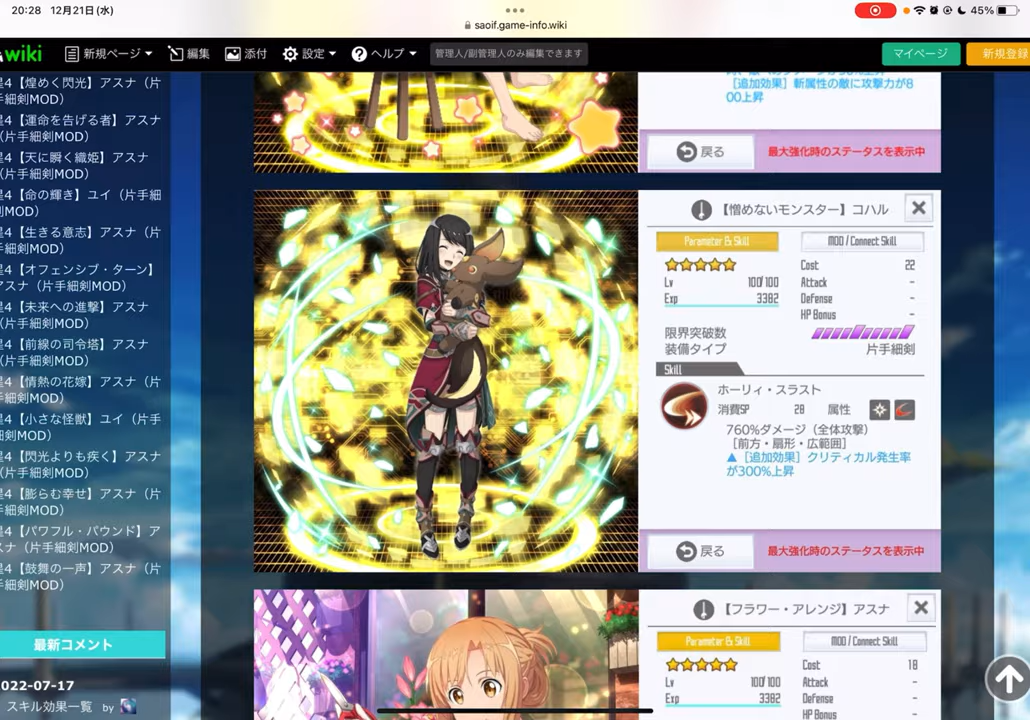 20:28 12月21日(水)
saoif.game-info.wiki
45%
wiki
新規ページ
編集
添付
設定
ヘルプ
管理人/副管理人のみ編集できます
マイページ
新規登録
星4【煌めく閃光】アスナ（片
手細剣MOD）
星4【運命を告げる者】アスナ
（片手細剣MOD）
星4【天に瞬く織姫】アスナ
（片手細剣MOD）
星4【命の輝き】ユイ（片手細
剣MOD）
星4【生きる意志】アスナ（片
手細剣MOD）
星4【オフェンシブ・ターン】
アスナ（片手細剣MOD）
星4【未来への進撃】アスナ
（片手細剣MOD）
星4【前線の司令塔】アスナ
（片手細剣MOD）
星4【情熱の花嫁】アスナ（片
手細剣MOD）
星4【小さな怪獣】ユイ（片手
細剣MOD）
星4【閃光よりも疾く】アスナ
（片手細剣MOD）
星4【膨らむ幸せ】アスナ（片
手細剣MOD）
星4【パワフル・バウンド】ア
スナ（片手細剣MOD）
星4【鼓舞の一声】アスナ（片
手細剣MOD）
最新コメント
2022-07-17
スキル効果一覧 by
［追加効果］斬属性の敵に攻撃力が8
00上昇
戻る
最大強化時のステータスを表示中
【憎めないモンスター】コハル
Parameter & Skill
MOD / Connect Skill
Lv 100/100
Exp 3382
Cost 22
Attack -
Defense -
HP Bonus -
限界突破数
装備タイプ 片手細剣
Skill
ホーリィ・スラスト
消費SP 28 属性
760%ダメージ（全体攻撃）
［前方・扇形・広範囲］
▲［追加効果］クリティカル発生率
が300%上昇
戻る
最大強化時のステータスを表示中
【フラワー・アレンジ】アスナ
Parameter & Skill
MOD / Connect Skill
Lv 100/100
Exp 3382
Cost 18
Attack -
Defense -
HP Bonus -